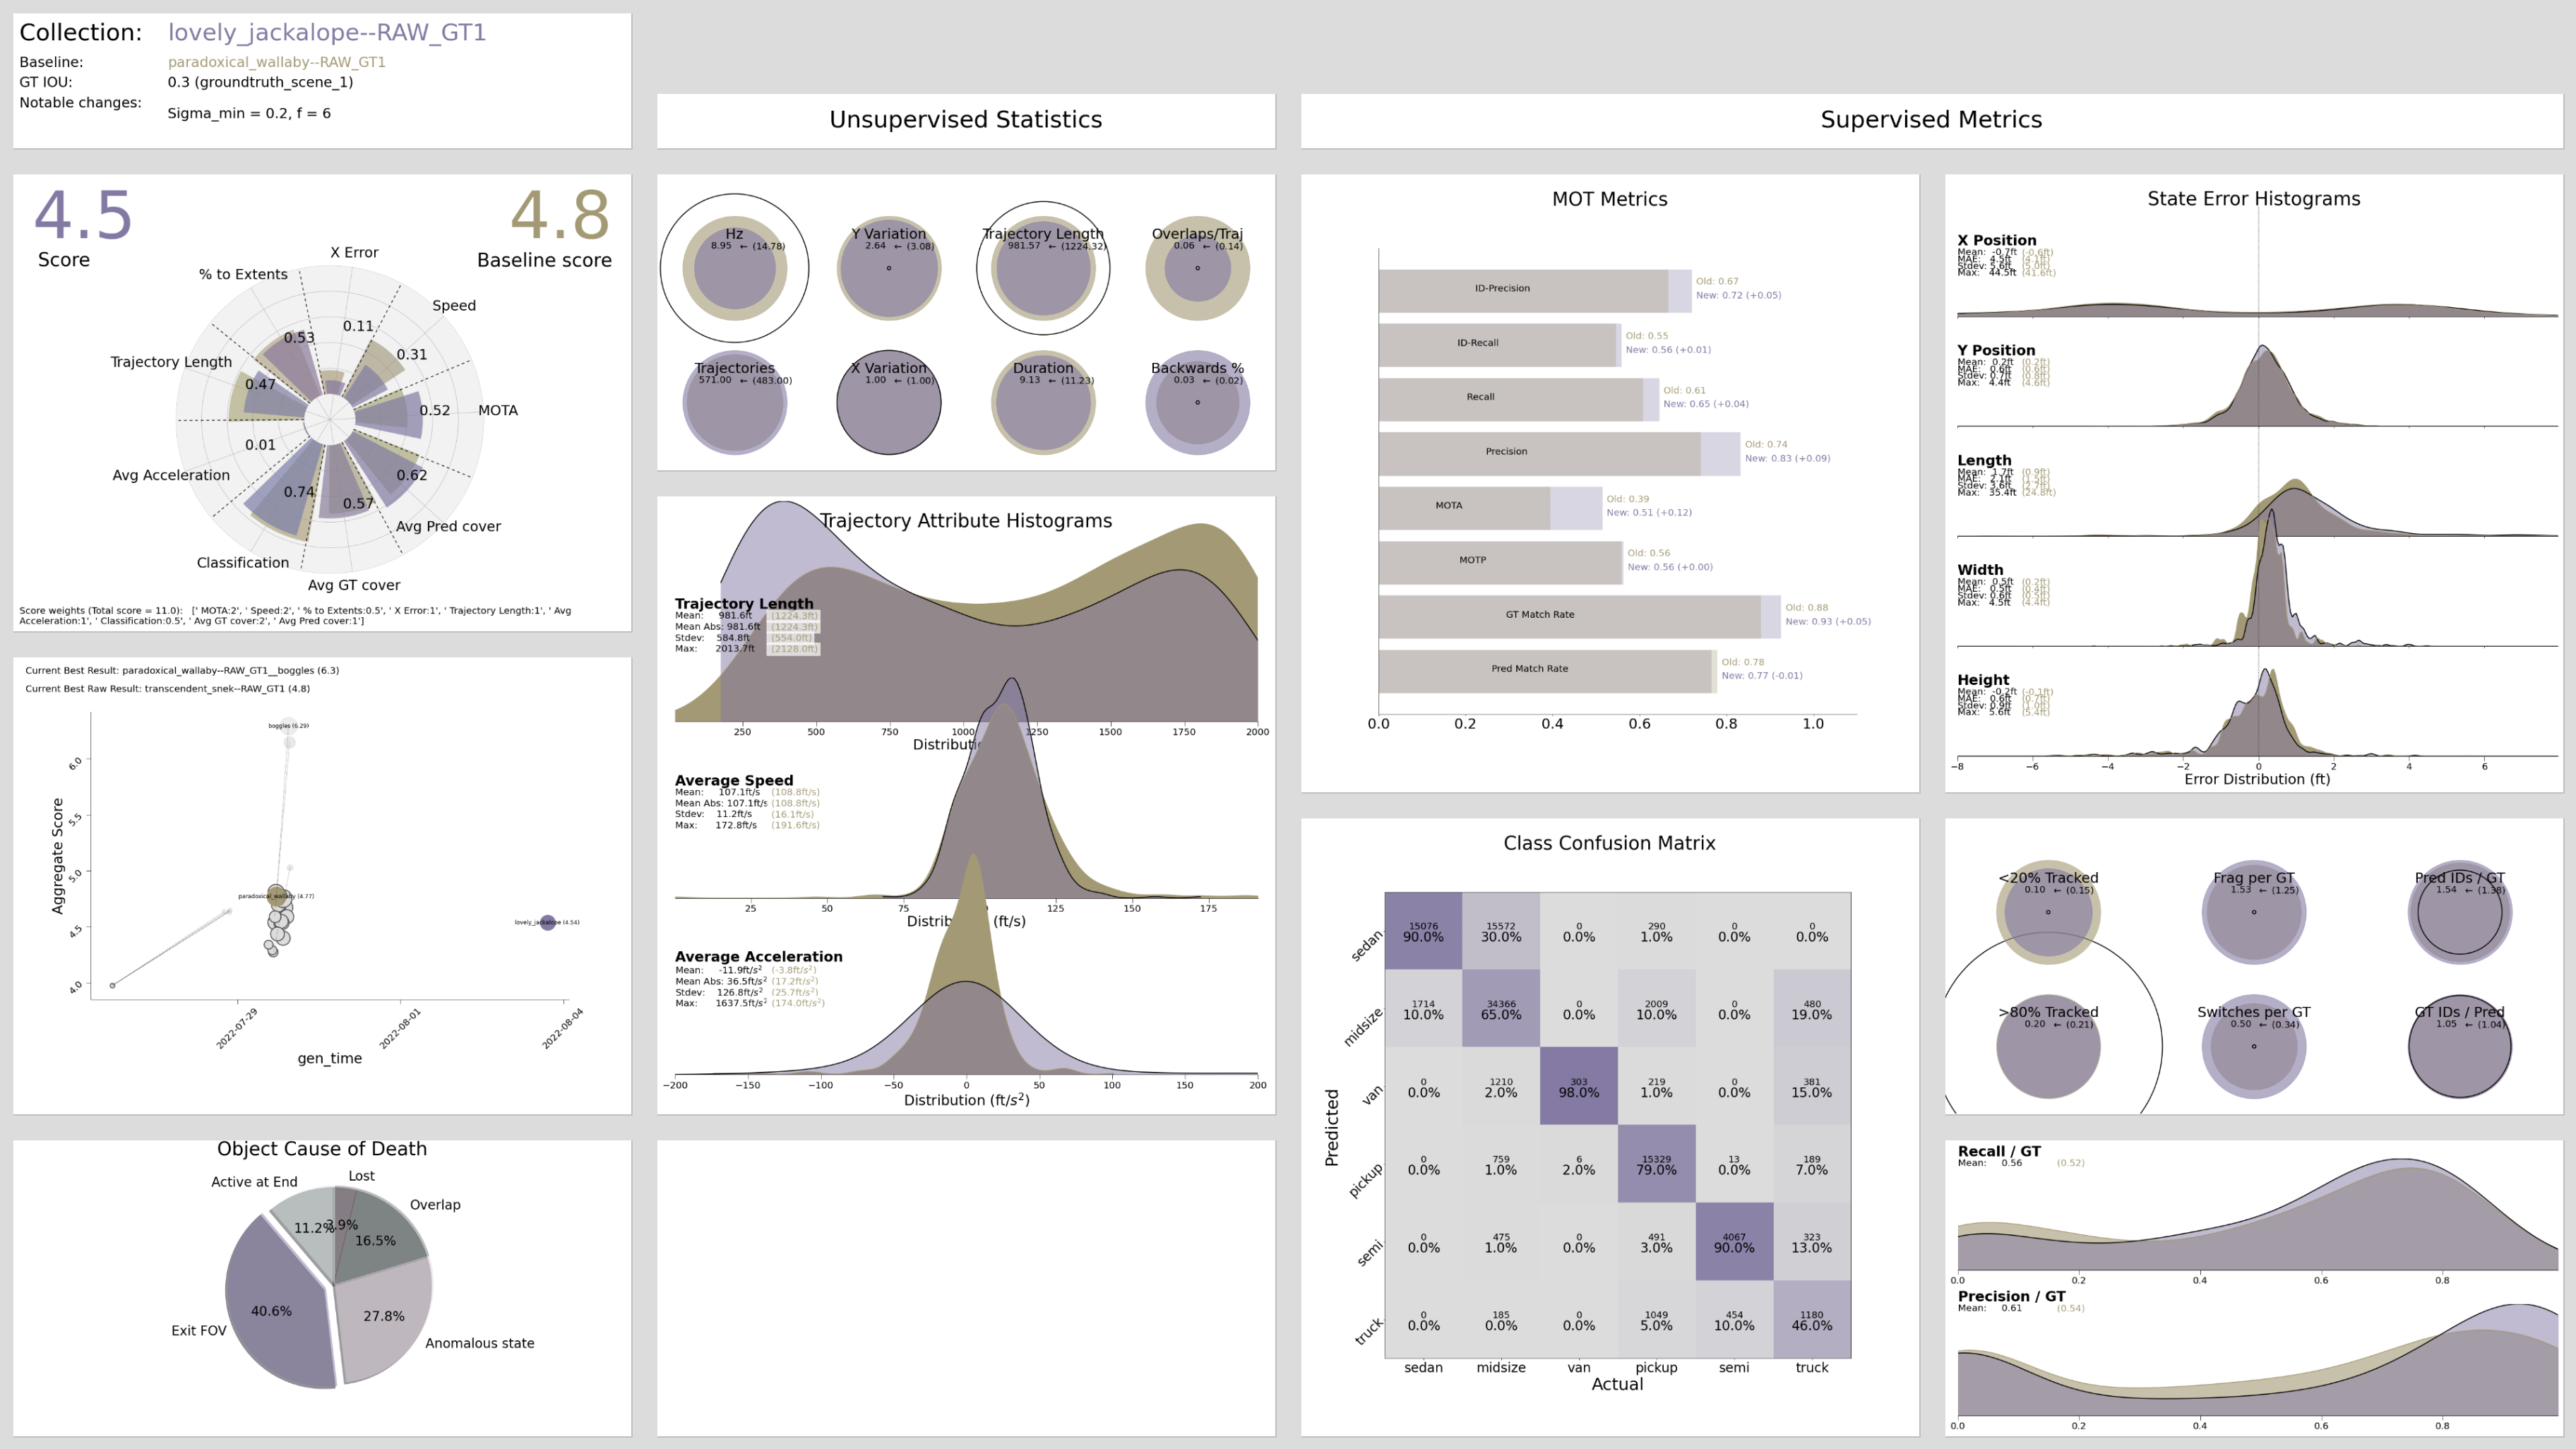 Collection: lovely_jackalope--RAW_GT1
Baseline: paradoxical_wallaby--RAW_GT1
GT IOU: 0.3 (groundtruth_scene_1)
Notable changes:
Sigma_min = 0.2, f = 6
Unsupervised Statistics
Supervised Metrics
4.5
Score
4.8
Baseline score
X Error
% to Extents
Speed
0.11
0.53
0.31
Trajectory Length
0.47
0.52
MOTA
0.01
Avg Acceleration
0.62
0.74
0.57
Avg Pred cover
Classification
Avg GT cover
Score weights (Total score = 11.0): [' MOTA:2', ' Speed:2', ' % to Extents:0.5', ' X Error:1', ' Trajectory Length:1', ' Avg
Acceleration:1', ' Classification:0.5', ' Avg GT cover:2', ' Avg Pred cover:1']
Current Best Result: paradoxical_wallaby--RAW_GT1__boggles (6.3)
Current Best Raw Result: transcendent_snek--RAW_GT1 (4.8)
boggles (6.29)
paradoxical_wallaby (4.77)
lovely_jackalope (4.54)
Aggregate Score
6.0
5.5
5.0
4.5
4.0
2022-07-29
2022-08-01
2022-08-04
gen_time
Object Cause of Death
Lost
Active at End
Overlap
11.2%
3.9%
16.5%
40.6%
27.8%
Exit FOV
Anomalous state
Hz
8.95 ← (14.78)
Y Variation
2.64 ← (3.08)
Trajectory Length
981.57 ← (1224.32)
Overlaps/Traj
0.06 ← (0.14)
Trajectories
571.00 ← (483.00)
X Variation
1.00 ← (1.00)
Duration
9.13 ← (11.23)
Backwards %
0.03 ← (0.02)
Trajectory Attribute Histograms
Trajectory Length
Mean: 981.6ft (1224.3ft)
Mean Abs: 981.6ft (1224.3ft)
Stdev: 584.8ft (554.0ft)
Max: 2013.7ft (2128.0ft)
250 500 750 1000 1250 1500 1750 2000
Average Speed
Mean: 107.1ft/s (108.8ft/s)
Mean Abs: 107.1ft/s (108.8ft/s)
Stdev: 11.2ft/s (16.1ft/s)
Max: 172.8ft/s (191.6ft/s)
25 50 75 125 150 175
(ft/s)
Average Acceleration
Mean: -11.9ft/s² (-3.8ft/s²)
Mean Abs: 36.5ft/s² (17.2ft/s²)
Stdev: 126.8ft/s² (25.7ft/s²)
Max: 1637.5ft/s² (174.0ft/s²)
−200 −150 −100 −50 0 50 100 150 200
Distribution (ft/s²)
MOT Metrics
ID-Precision
Old: 0.67
New: 0.72 (+0.05)
ID-Recall
Old: 0.55
New: 0.56 (+0.01)
Recall
Old: 0.61
New: 0.65 (+0.04)
Precision
Old: 0.74
New: 0.83 (+0.09)
MOTA
Old: 0.39
New: 0.51 (+0.12)
MOTP
Old: 0.56
New: 0.56 (+0.00)
GT Match Rate
Old: 0.88
New: 0.93 (+0.05)
Pred Match Rate
Old: 0.78
New: 0.77 (-0.01)
0.0 0.2 0.4 0.6 0.8 1.0
Class Confusion Matrix
Predicted
sedan
15076 15572 0 290 0 0
90.0% 30.0% 0.0% 1.0% 0.0% 0.0%
midsize
1714 34366 0 2009 0 480
10.0% 65.0% 0.0% 10.0% 0.0% 19.0%
van
0 1210 303 219 0 381
0.0% 2.0% 98.0% 1.0% 0.0% 15.0%
pickup
0 759 6 15329 13 189
0.0% 1.0% 2.0% 79.0% 0.0% 7.0%
semi
0 475 0 491 4067 323
0.0% 1.0% 0.0% 3.0% 90.0% 13.0%
truck
0 185 0 1049 454 1180
0.0% 0.0% 0.0% 5.0% 10.0% 46.0%
sedan midsize van pickup semi truck
Actual
State Error Histograms
X Position
Mean: -0.7ft (-0.6ft)
MAE: 4.5ft (4.1ft)
Stdev: 5.6ft (5.0ft)
Max: 44.5ft (41.6ft)
Y Position
Mean: 0.2ft (0.2ft)
MAE: 0.6ft (0.6ft)
Stdev: 0.7ft (0.8ft)
Max: 4.4ft (4.6ft)
Length
Mean: 1.7ft (0.9ft)
MAE: 2.1ft (1.5ft)
Stdev: 3.6ft (2.7ft)
Max: 35.4ft (24.8ft)
Width
Mean: 0.5ft (0.2ft)
MAE: 0.5ft (0.4ft)
Stdev: 0.6ft (0.5ft)
Max: 4.5ft (4.4ft)
Height
Mean: -0.2ft (-0.1ft)
MAE: 0.6ft (0.7ft)
Stdev: 0.9ft (1.0ft)
Max: 5.6ft (5.4ft)
−8 −6 −4 −2 0 2 4 6
Error Distribution (ft)
<20% Tracked
0.10 ← (0.15)
Frag per GT
1.53 ← (1.25)
Pred IDs / GT
1.54 ← (1.38)
>80% Tracked
0.20 ← (0.21)
Switches per GT
0.50 ← (0.34)
GT IDs / Pred
1.05 ← (1.04)
Recall / GT
Mean: 0.56 (0.52)
0.0 0.2 0.4 0.6 0.8
Precision / GT
Mean: 0.61 (0.54)
0.0 0.2 0.4 0.6 0.8